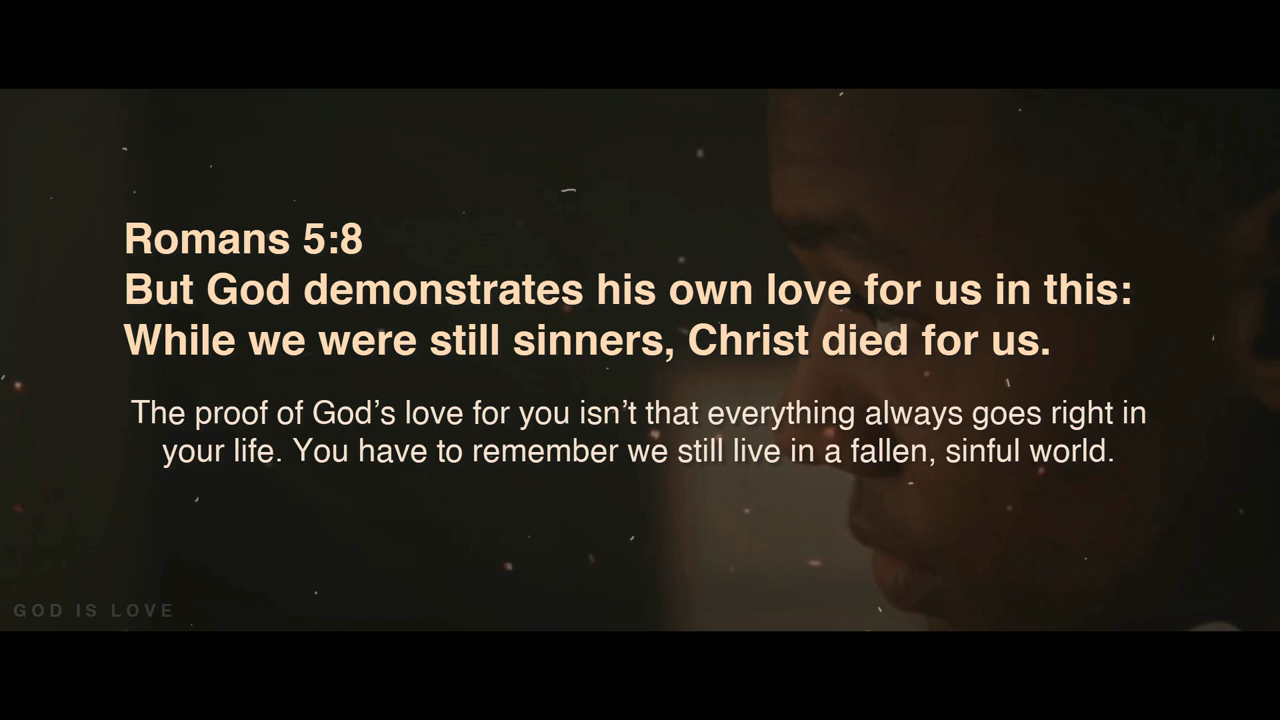 Romans 5:8
But God demonstrates his own love for us in this:
While we were still sinners, Christ died for us.
The proof of God’s love for you isn’t that everything always goes right in
your life. You have to remember we still live in a fallen, sinful world.
GOD IS LOVE